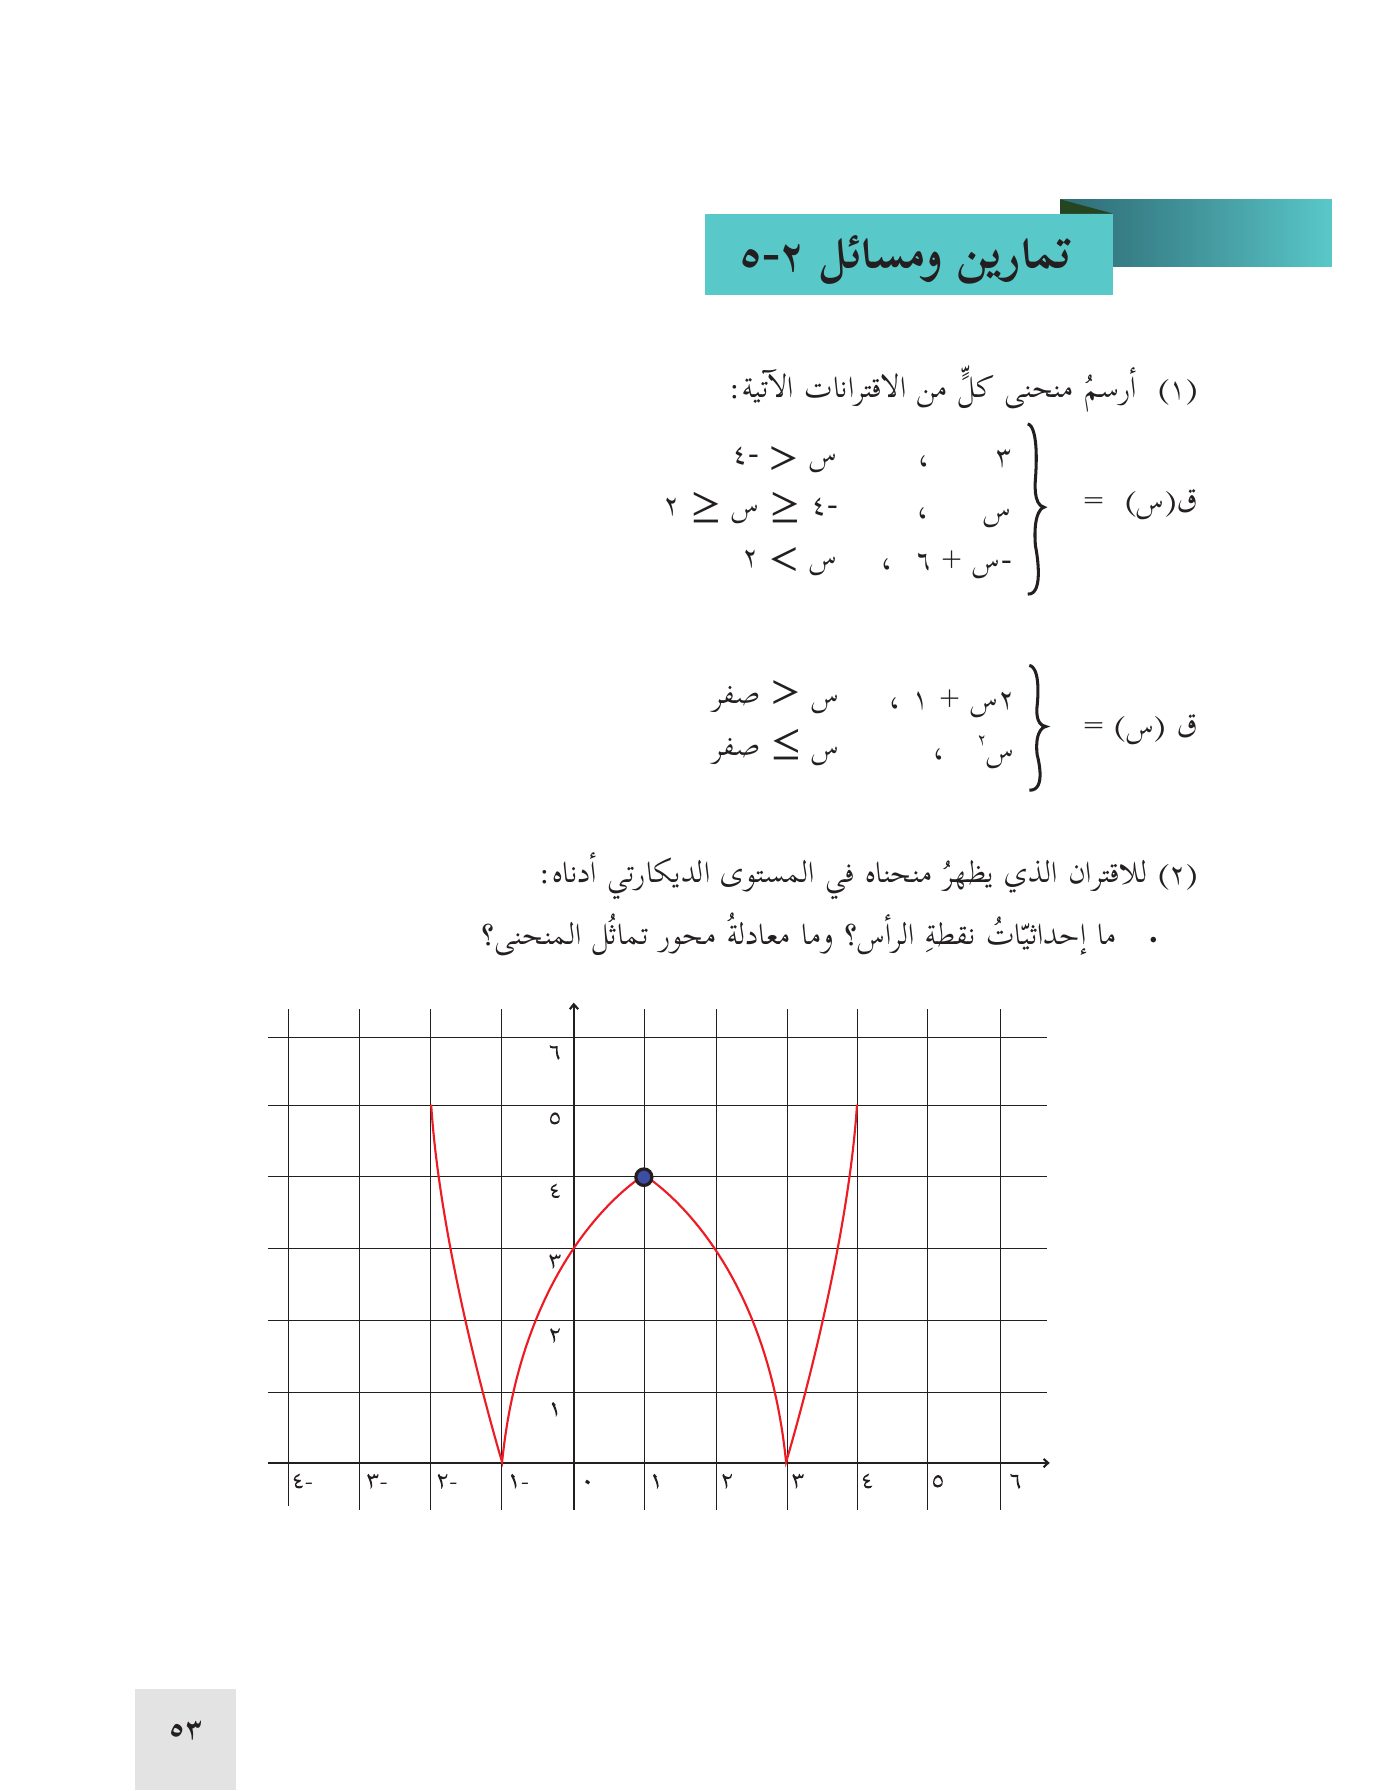 تمارين ومسائل ٢-٥
(١) أرسمُ منحنى كلٍّ من الاقترانات الآتية:
ق(س) =
٣ ، س < -٤
س ، -٤ ≤ س ≤ ٢
-س + ٦ ، س > ٢
ق (س) =
٢س + ١ ، س < صفر
س² ، س ≥ صفر
(٢) للاقتران الذي يظهرُ منحناه في المستوى الديكارتي أدناه:
• ما إحداثيّاتُ نقطةِ الرأس؟ وما معادلةُ محور تماثُل المنحنى؟
٦
٥
٤
٣
٢
١
-٤ -٣ -٢ -١ ٠ ١ ٢ ٣ ٤ ٥ ٦
٥٣